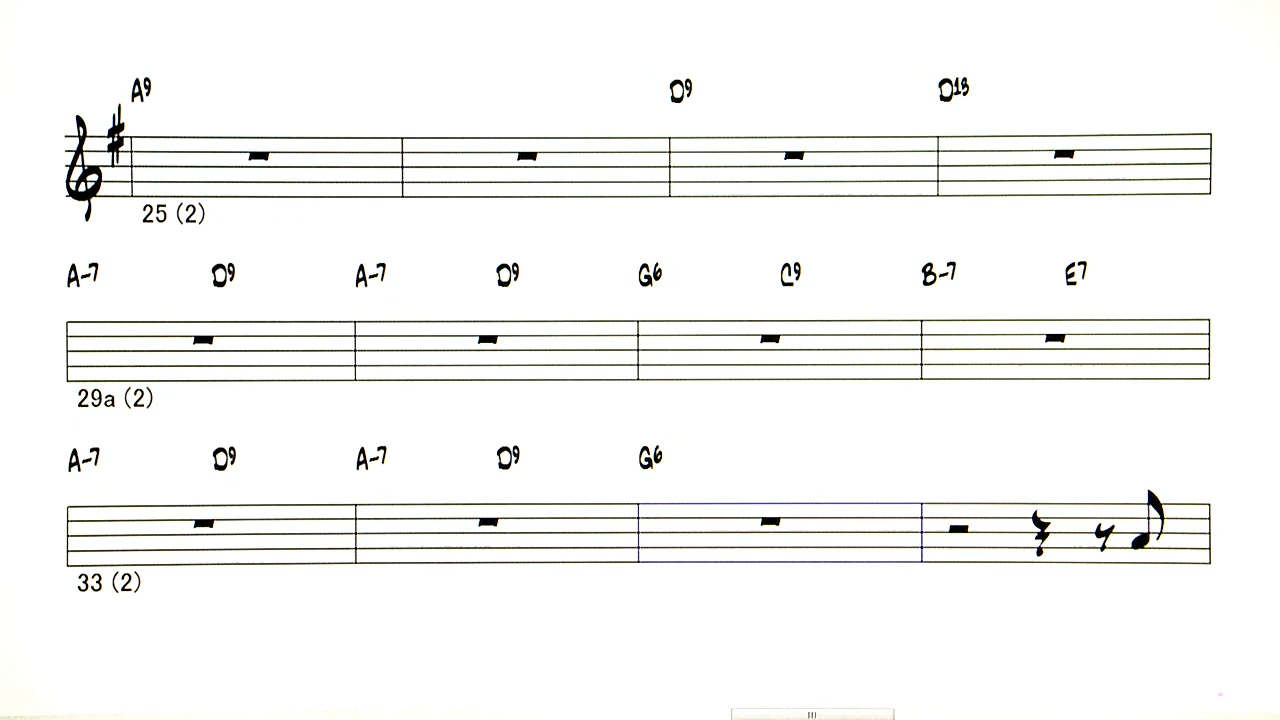 A9 D9 D13
25 (2)
A-7 D9 A-7 D9 G6 C9 B-7 E7
29a (2)
A-7 D9 A-7 D9 G6
33 (2)